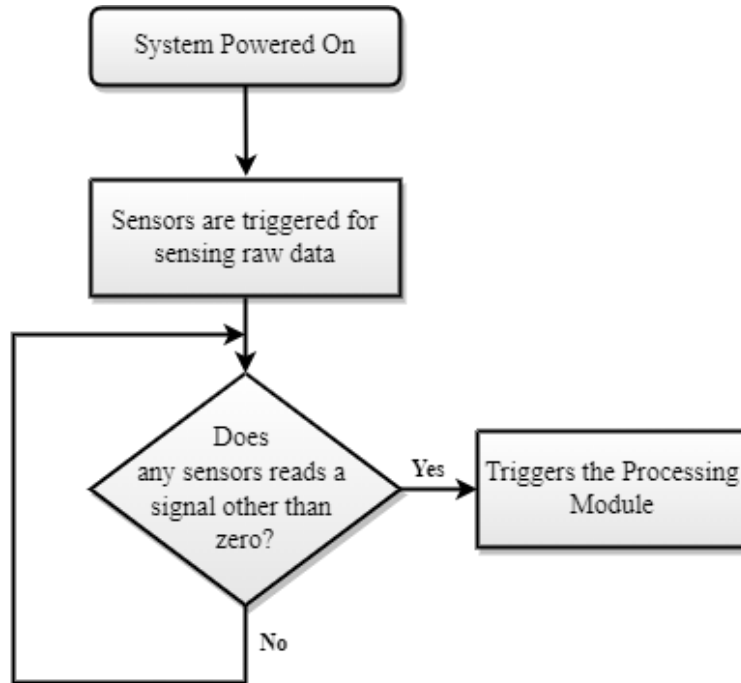 System Powered On
Sensors are triggered for
sensing raw data
Does
any sensors reads a
signal other than
zero?
Yes
Triggers the Processing
Module
No